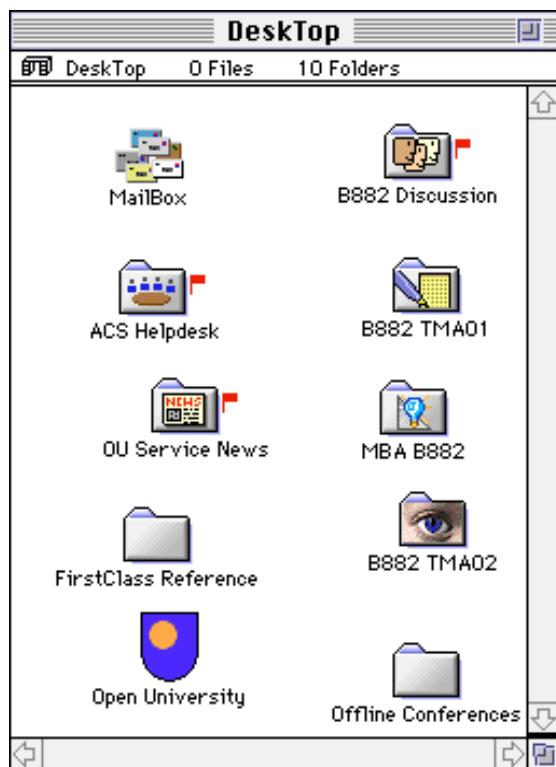 DeskTop
DeskTop 0 Files 10 Folders
MailBox
B882 Discussion
ACS Helpdesk
B882 TMA01
NEWS
OU Service News
MBA B882
FirstClass Reference
B882 TMA02
Open University
Offline Conferences